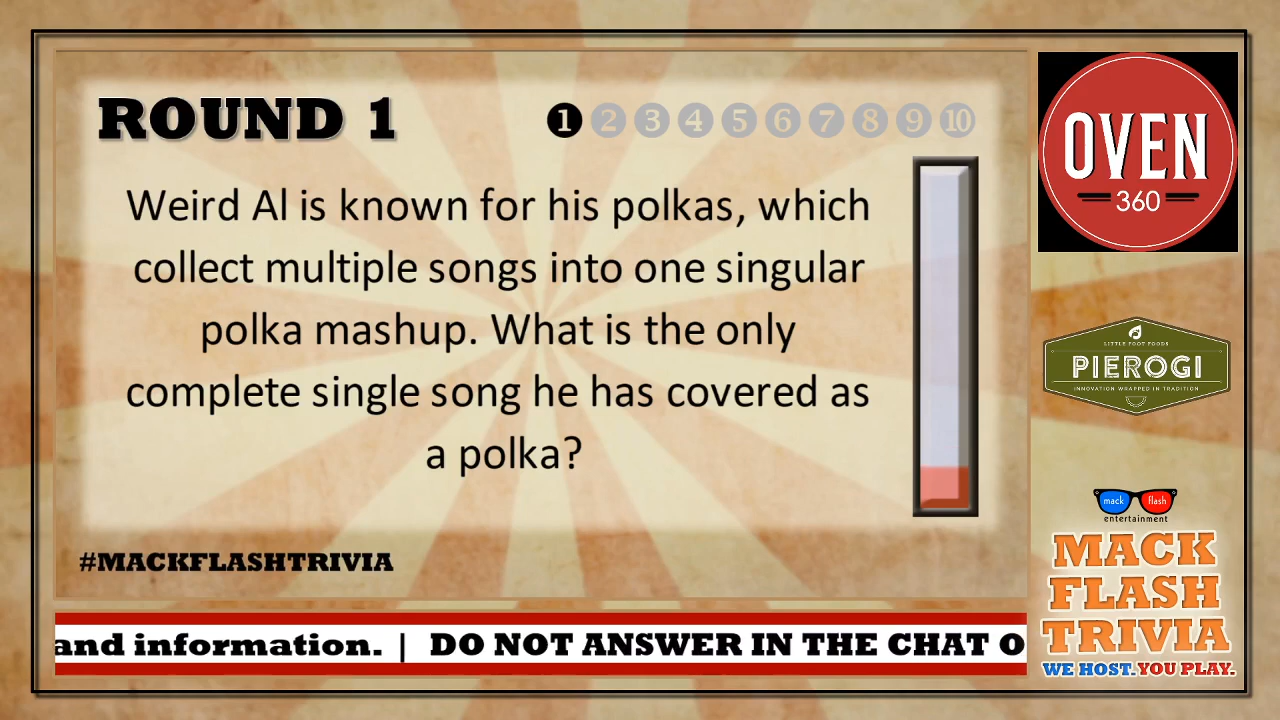 ROUND 1
1 2 3 4 5 6 7 8 9 10
Weird Al is known for his polkas, which
collect multiple songs into one singular
polka mashup. What is the only
complete single song he has covered as
a polka?
#MACKFLASHTRIVIA
and information. | DO NOT ANSWER IN THE CHAT O
OVEN
360
LITTLE FOOT FOODS
PIEROGI
INNOVATION WRAPPED IN TRADITION
mack flash
entertainment
MACK
FLASH
TRIVIA
WE HOST. YOU PLAY.